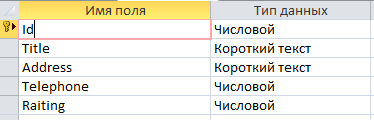 Имя поля Тип данных
Id Числовой
Title Короткий текст
Address Короткий текст
Telephone Числовой
Raiting Числовой